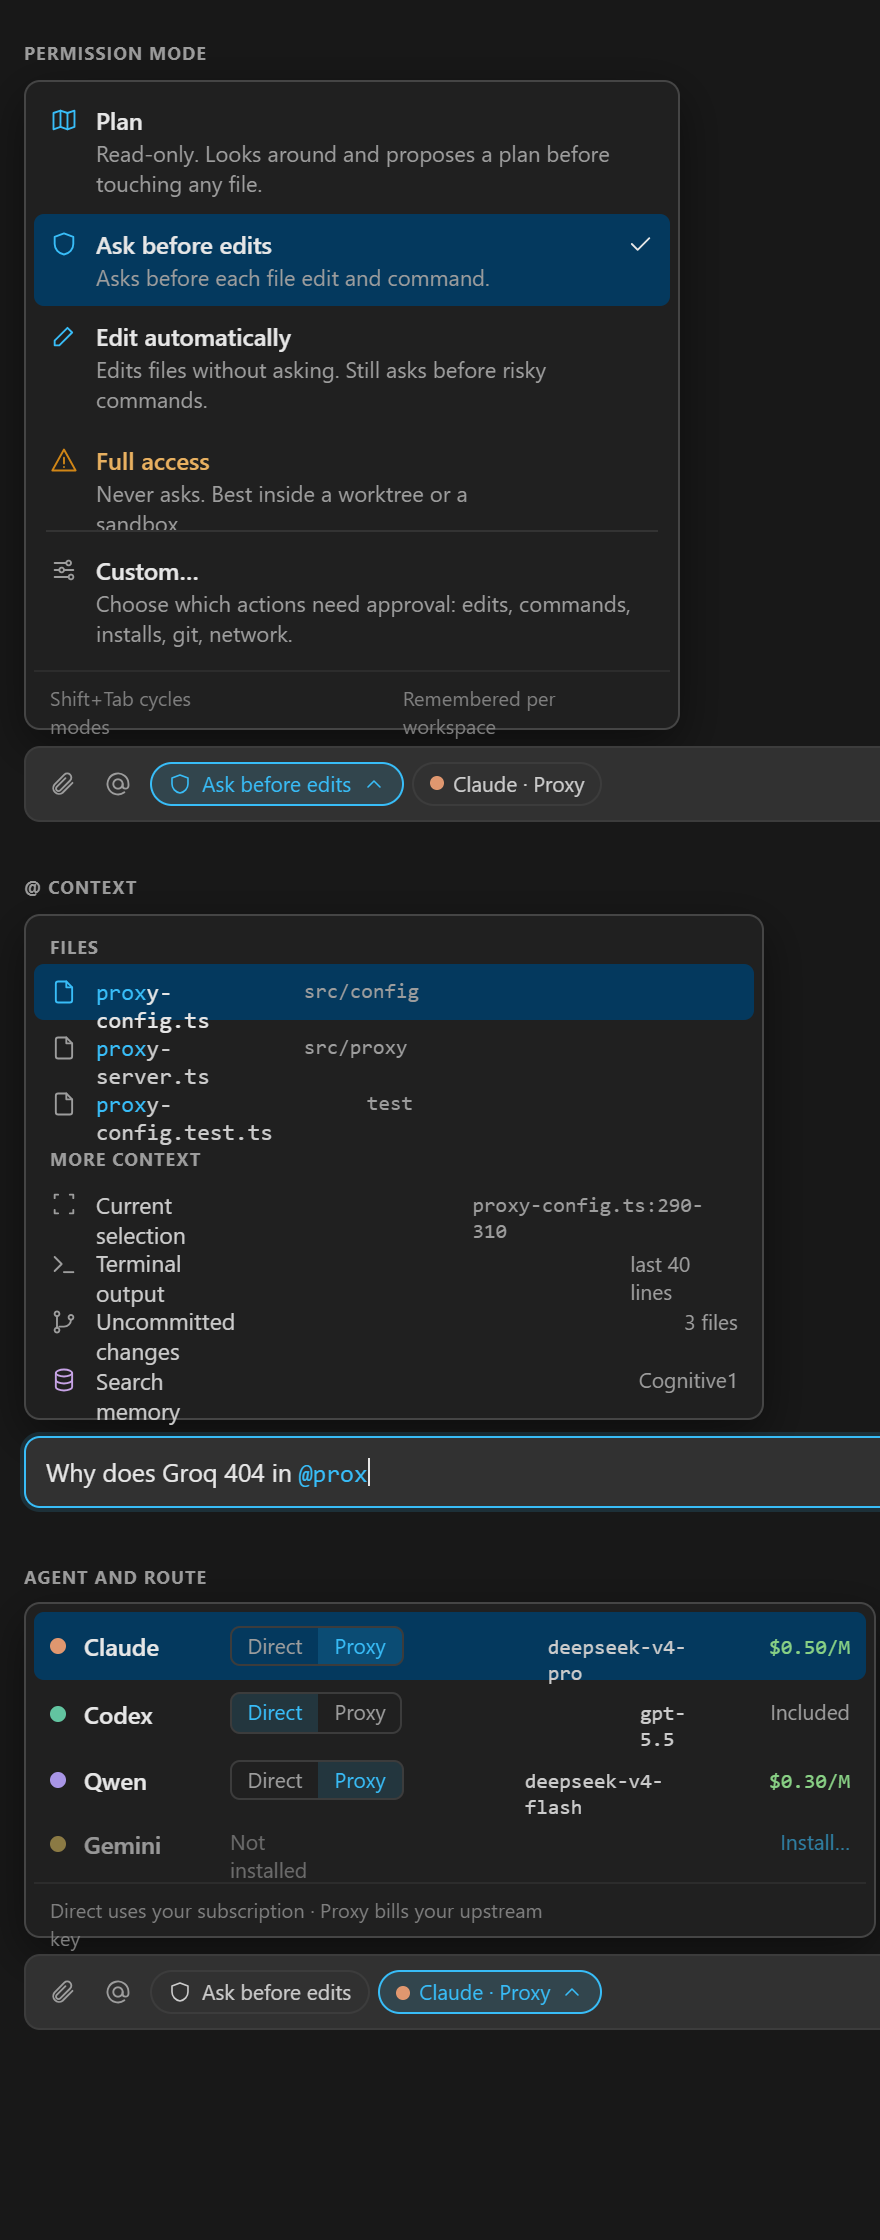 PERMISSION MODE
Plan
Read-only. Looks around and proposes a plan before
touching any file.
Ask before edits
Asks before each file edit and command.
Edit automatically
Edits files without asking. Still asks before risky
commands.
Full access
Never asks. Best inside a worktree or a
sandbox
Custom...
Choose which actions need approval: edits, commands,
installs, git, network.
Shift+Tab cycles
modes
Remembered per
workspace
Ask before edits
Claude · Proxy
@ CONTEXT
FILES
proxy-
config.ts
src/config
proxy-
server.ts
src/proxy
proxy-
config.test.ts
test
MORE CONTEXT
Current
selection
proxy-config.ts:290-
310
Terminal
output
last 40
lines
Uncommitted
changes
3 files
Search
memory
Cognitive1
Why does Groq 404 in @prox
AGENT AND ROUTE
Claude
Direct
Proxy
deepseek-v4-
pro
$0.50/M
Codex
Direct
Proxy
gpt-
5.5
Included
Qwen
Direct
Proxy
deepseek-v4-
flash
$0.30/M
Gemini
Not
installed
Install...
Direct uses your subscription · Proxy bills your upstream
key
Ask before edits
Claude · Proxy